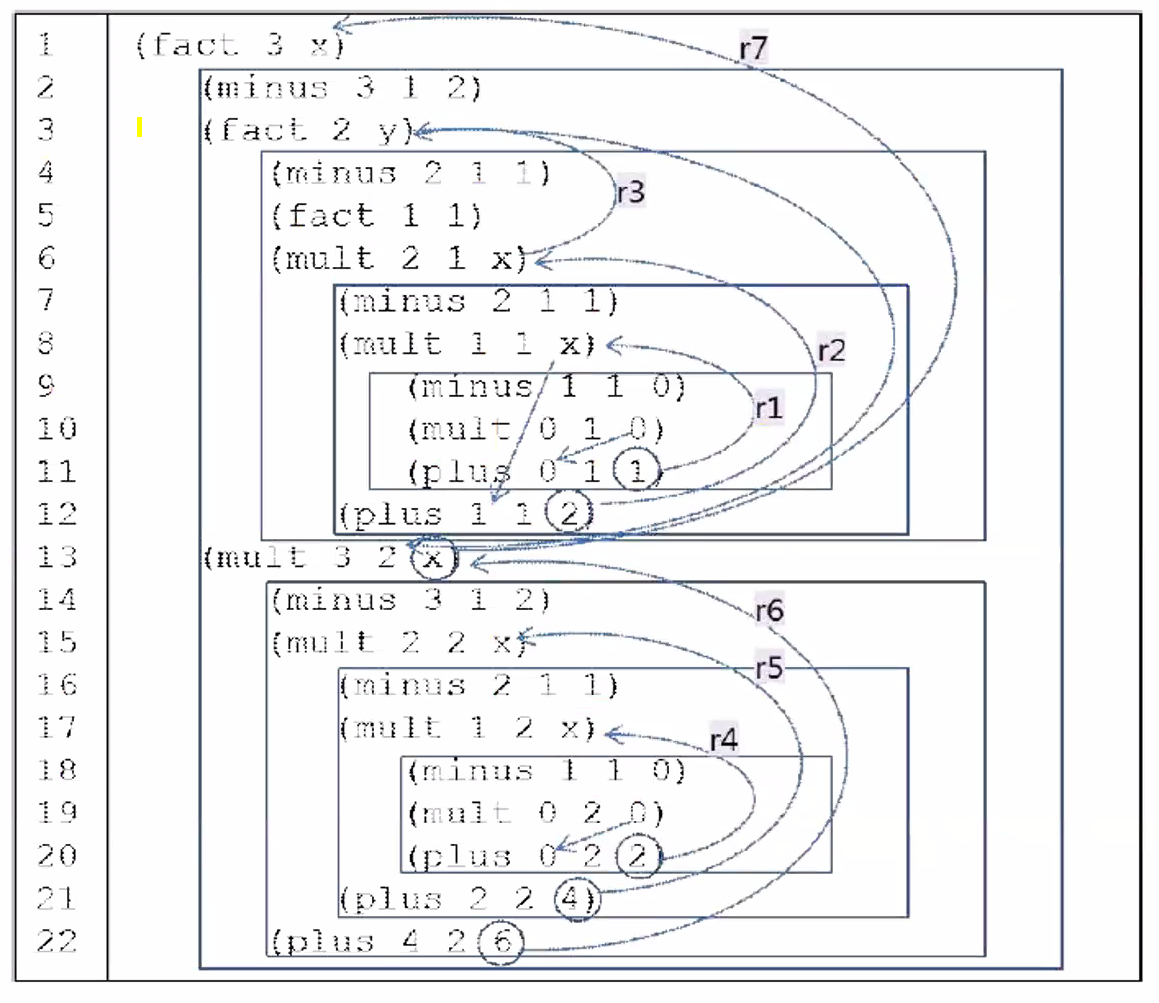 1 (fact 3 x)
r7
2 (minus 3 1 2)
3 (fact 2 y)
4 (minus 2 1 1)
r3
5 (fact 1 1)
6 (mult 2 1 x)
7 (minus 2 1 1)
8 (mult 1 1 x)
r2
9 (minus 1 1 0)
r1
10 (mult 0 1 0)
11 (plus 0 1 1)
12 (plus 1 1 2)
13 (mult 3 2 x)
14 (minus 3 1 2)
r6
15 (mult 2 2 x)
r5
16 (minus 2 1 1)
17 (mult 1 2 x)
r4
18 (minus 1 1 0)
19 (mult 0 2 0)
20 (plus 0 2 2)
21 (plus 2 2 4)
22 (plus 4 2 6)